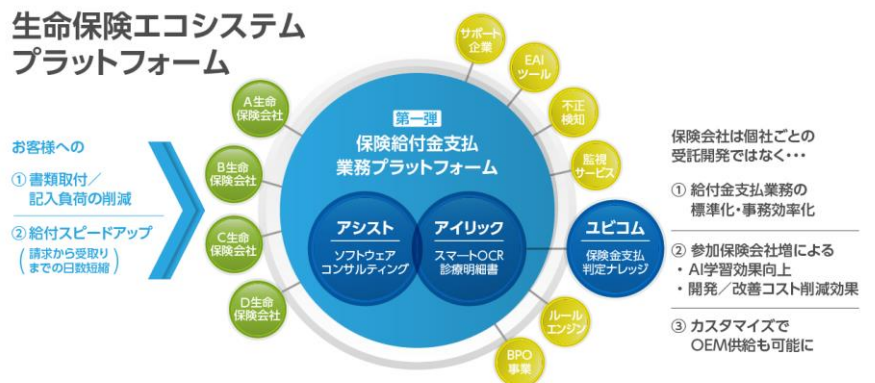 生命保険エコシステム
プラットフォーム
お客様への
① 書類取付／
記入負荷の削減
② 給付スピードアップ
(請求から受取り
までの日数短縮)
A生命
保険会社
B生命
保険会社
C生命
保険会社
D生命
保険会社
第一弾
保険給付金支払
業務プラットフォーム
アシスト
ソフトウェア
コンサルティング
アイリック
スマートOCR
診療明細書
ユビコム
保険金支払
判定ナレッジ
サポート
企業
EAI
ツール
不正
検知
監視
サービス
ルール
エンジン
BPO
事業
保険会社は個社ごとの
受託開発ではなく・・・
① 給付金支払業務の
標準化・事務効率化
② 参加保険会社増による
・AI学習効果向上
・開発／改善コスト削減効果
③ カスタマイズで
OEM供給も可能に